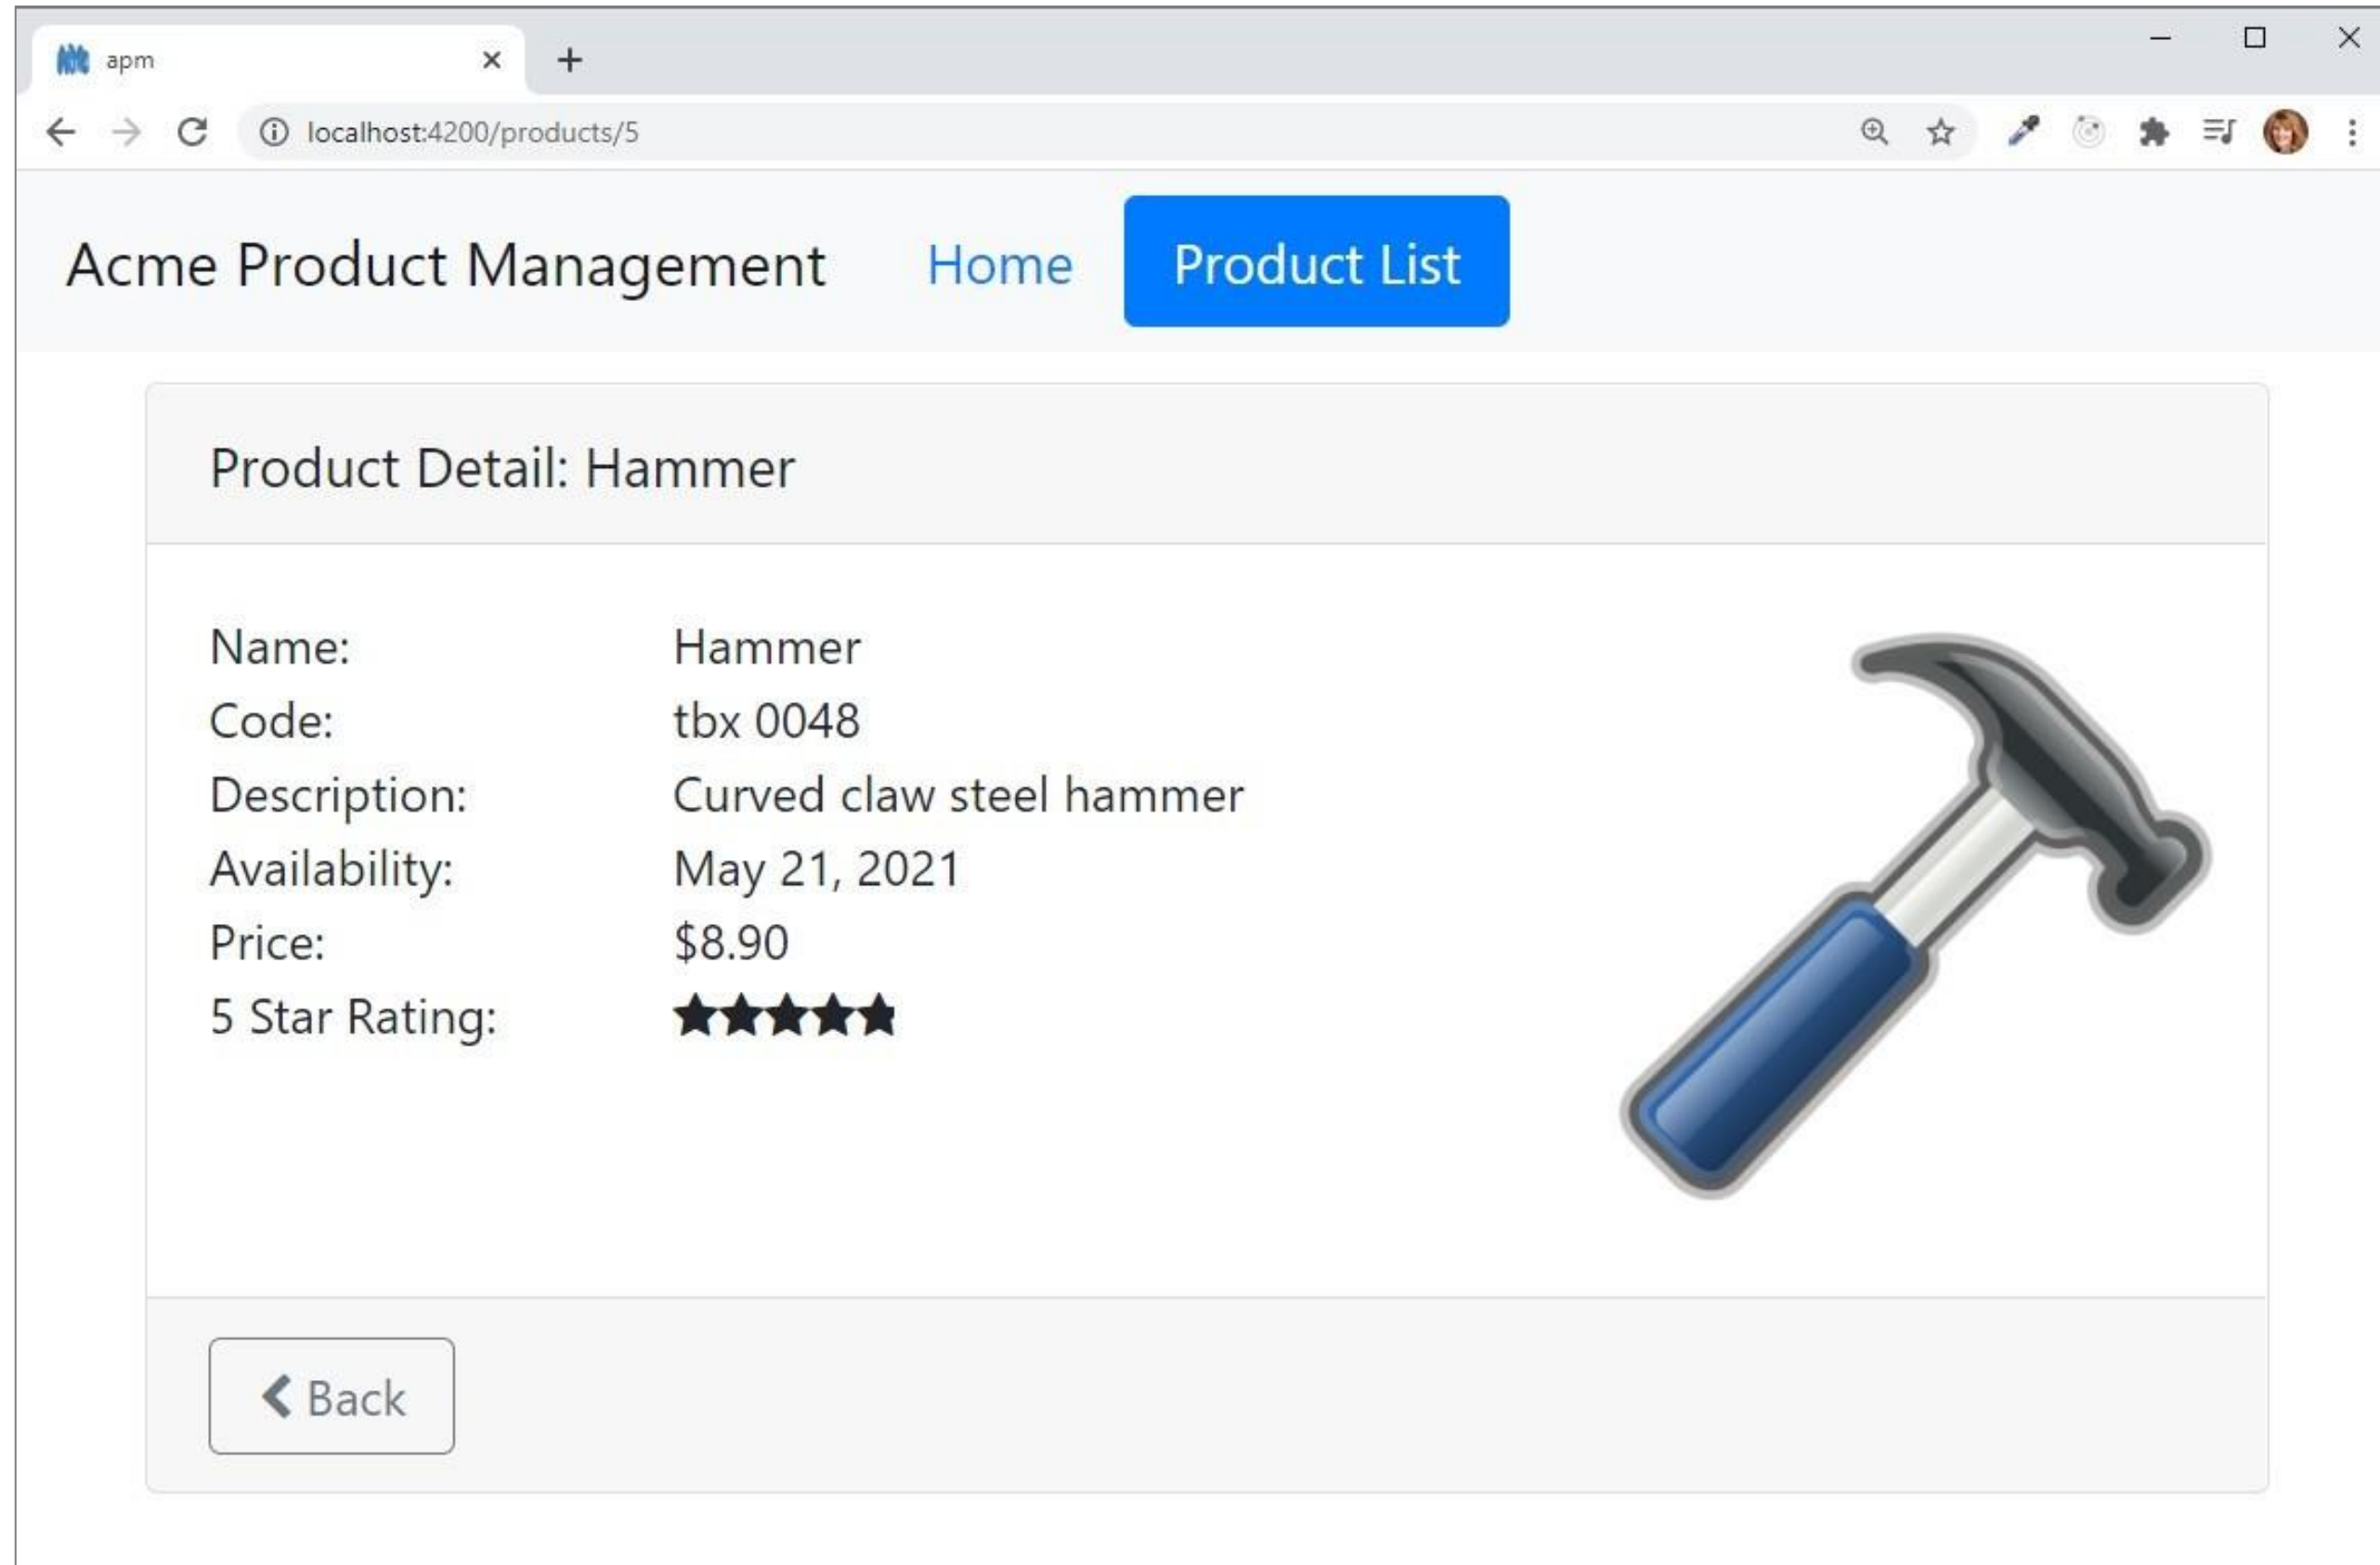 apm
localhost:4200/products/5
Acme Product Management Home Product List
Product Detail: Hammer
Name: Hammer
Code: tbx 0048
Description: Curved claw steel hammer
Availability: May 21, 2021
Price: $8.90
5 Star Rating:
Back